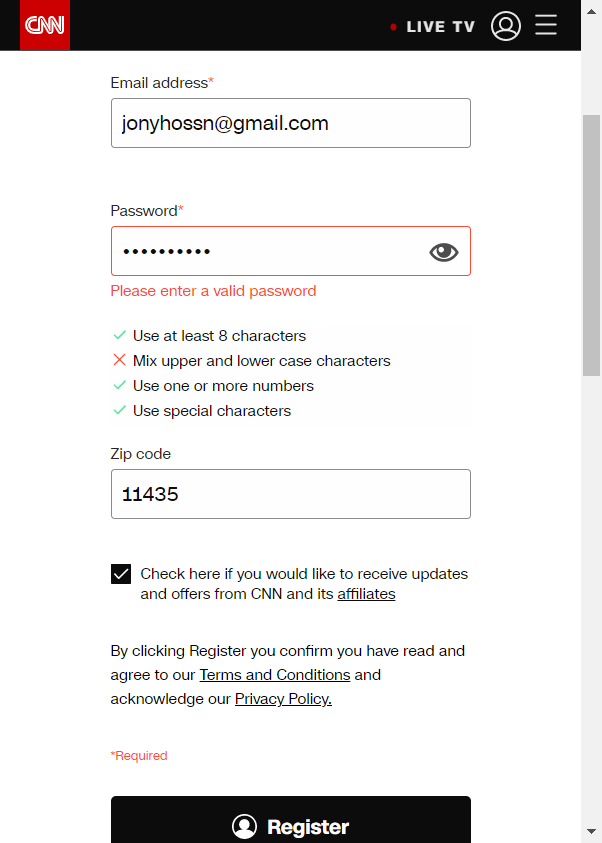 CNN
LIVE TV
Email address*
jonyhossn@gmail.com
Password*
••••••••••
Please enter a valid password
Use at least 8 characters
Mix upper and lower case characters
Use one or more numbers
Use special characters
Zip code
11435
Check here if you would like to receive updates
and offers from CNN and its affiliates
By clicking Register you confirm you have read and
agree to our Terms and Conditions and
acknowledge our Privacy Policy.
*Required
Register